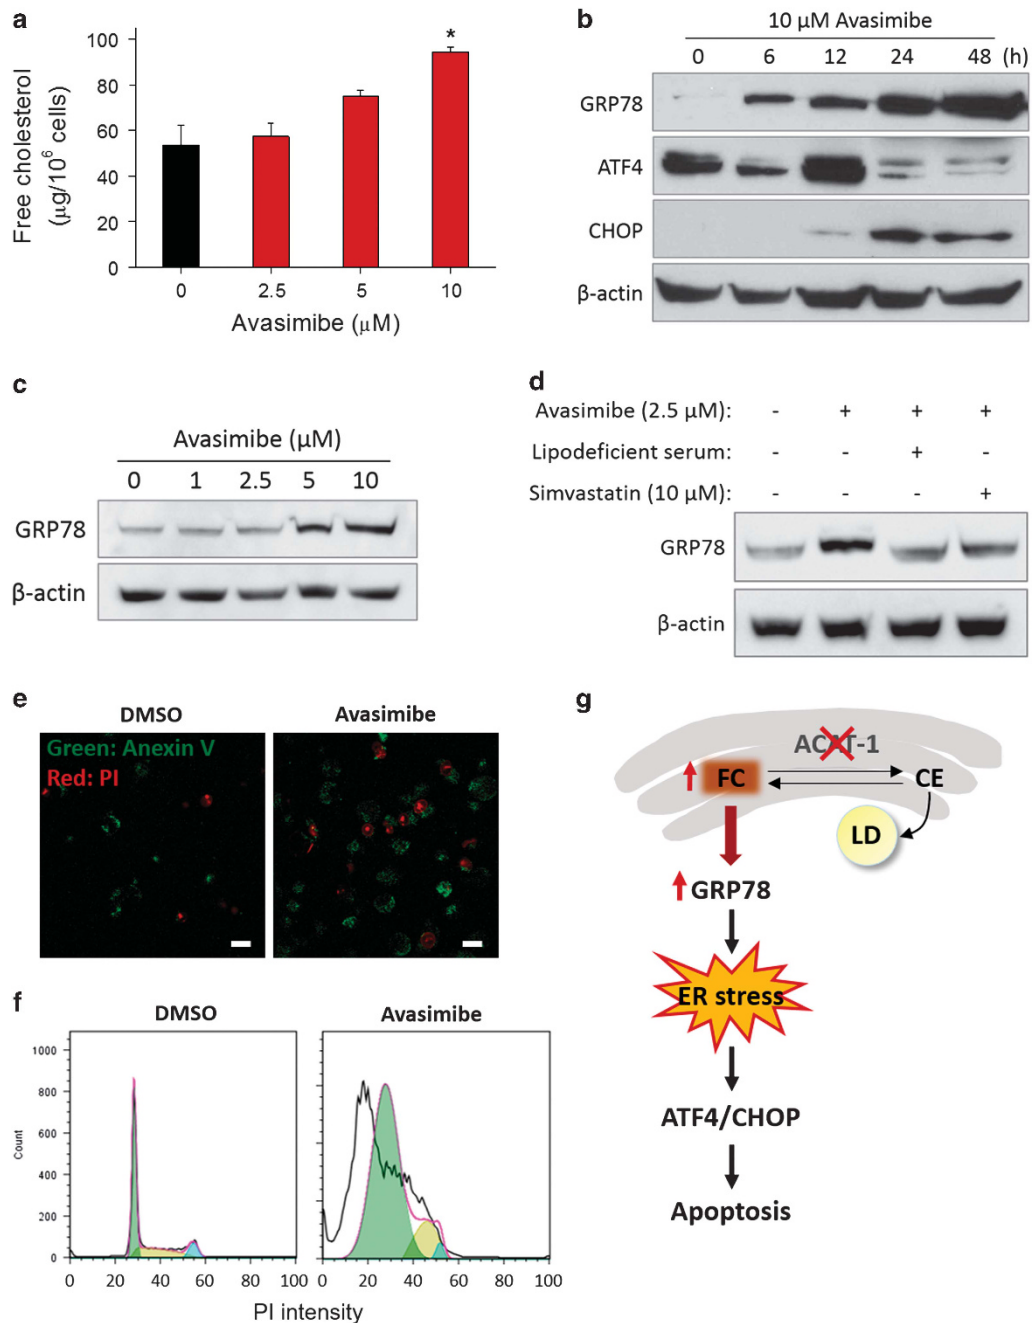 a
Free cholesterol
(µg/10⁶ cells)
100
80
60
40
20
0
0 2.5 5 10
*
Avasimibe (µM)
b
10 µM Avasimibe
0 6 12 24 48 (h)
GRP78
ATF4
CHOP
β-actin
c
Avasimibe (µM)
0 1 2.5 5 10
GRP78
β-actin
d
Avasimibe (2.5 µM): - + + +
Lipodeficient serum: - - + -
Simvastatin (10 µM): - - - +
GRP78
β-actin
e
DMSO
Green: Anexin V
Red: PI
Avasimibe
f
DMSO
Avasimibe
Count
1000
800
600
400
200
0
0 20 40 60 80 100
0 20 40 60 80 100
PI intensity
g
ACAT-1
FC
CE
LD
GRP78
ER stress
ATF4/CHOP
Apoptosis